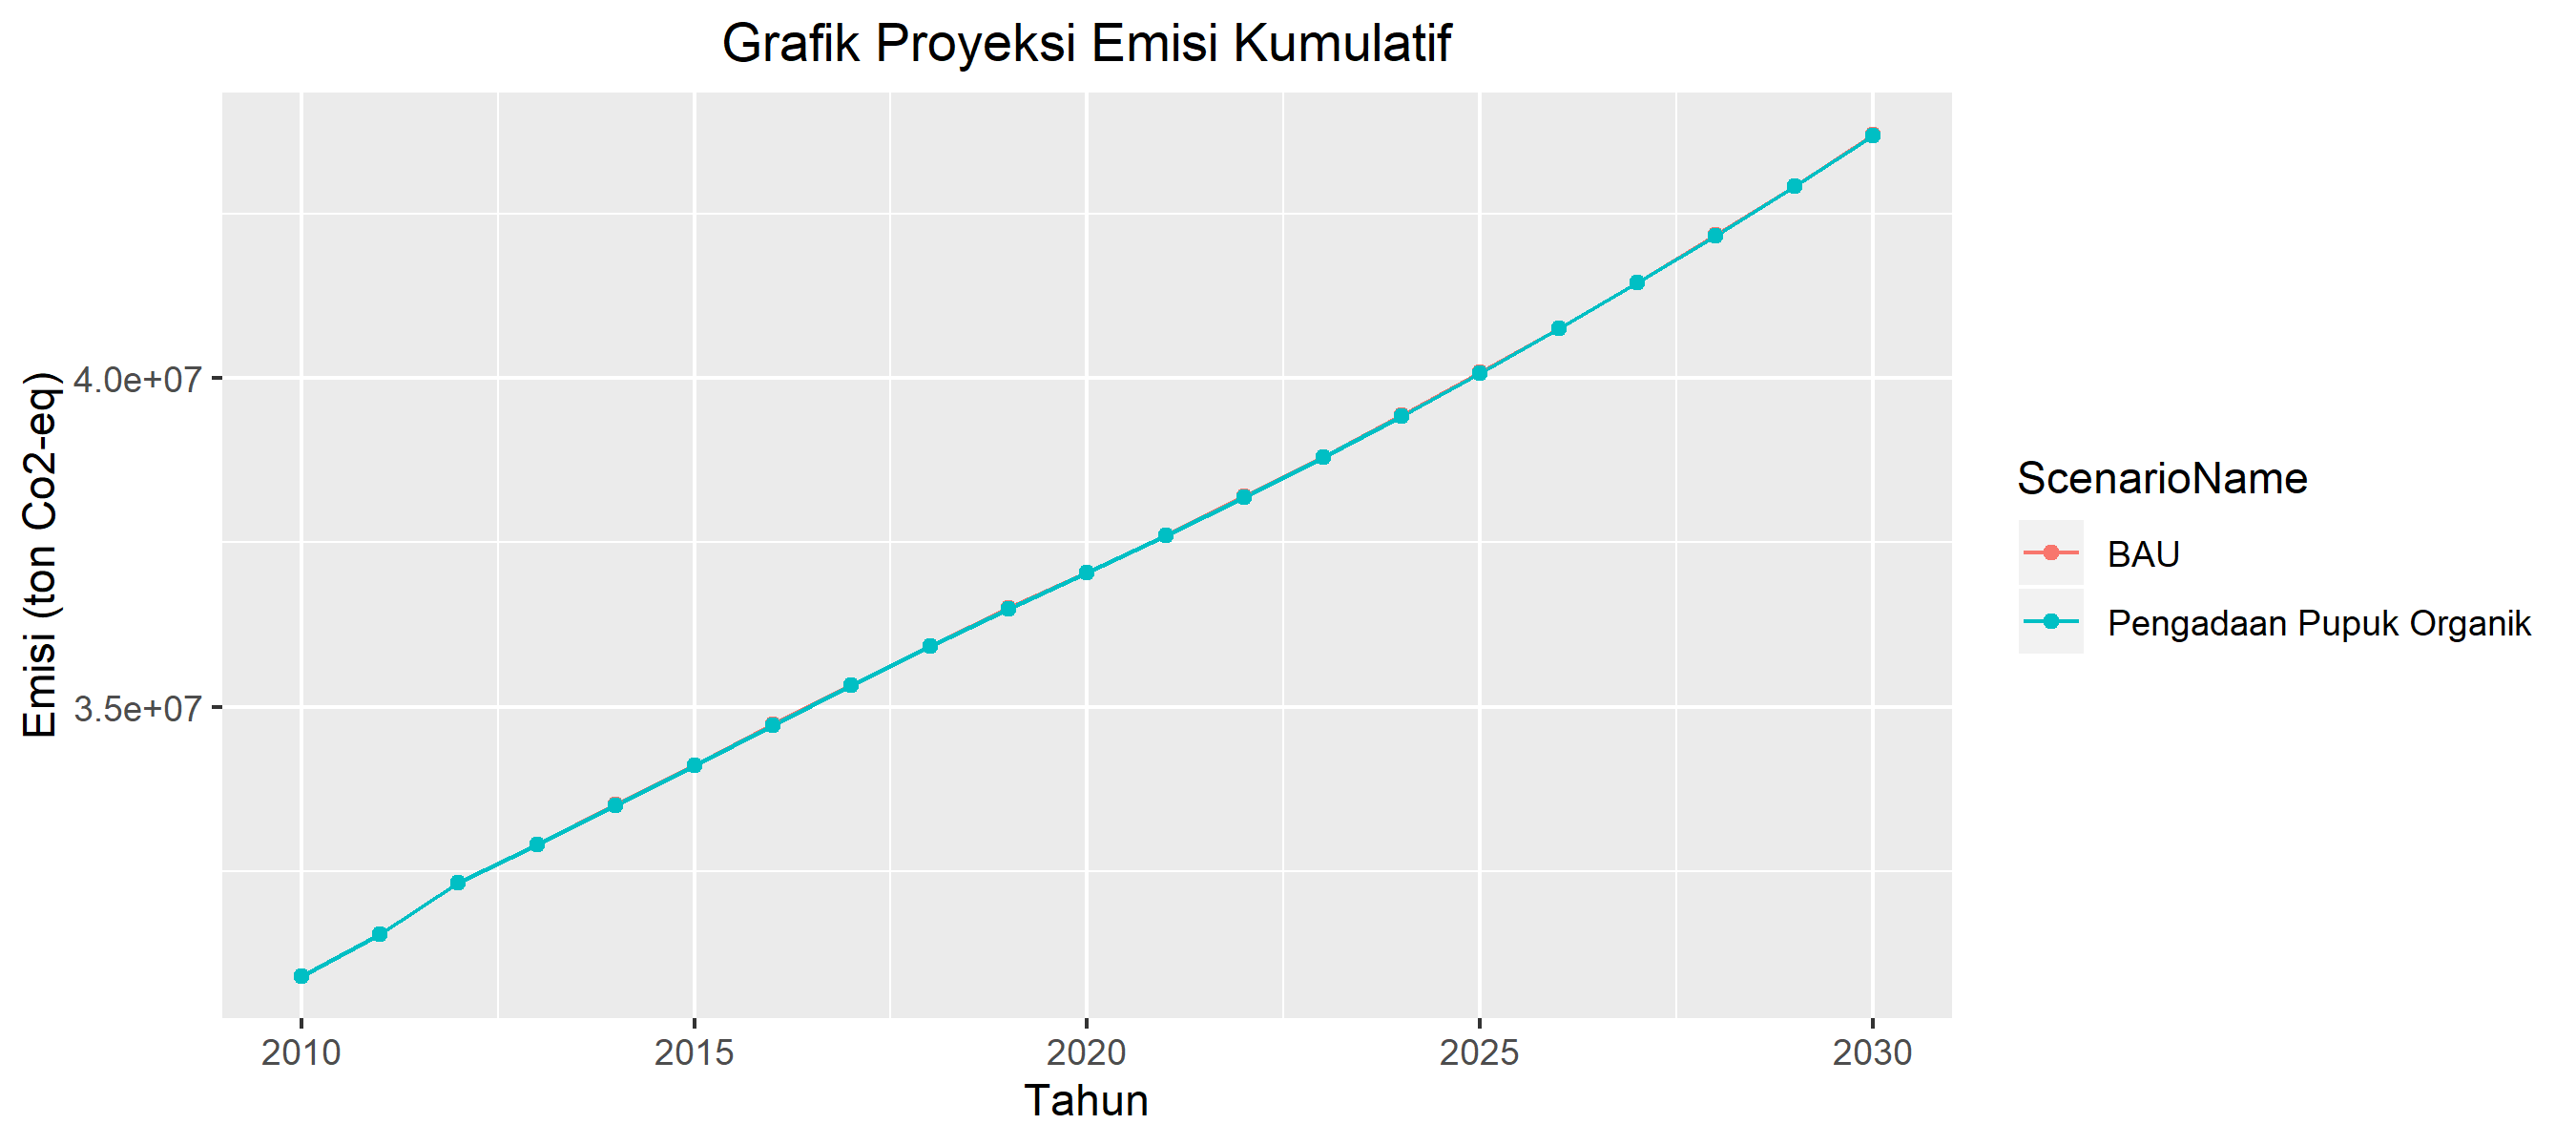 Grafik Proyeksi Emisi Kumulatif
Emisi (ton Co2-eq)
4.0e+07
3.5e+07
2010
2015
2020
2025
2030
Tahun
ScenarioName
BAU
Pengadaan Pupuk Organik